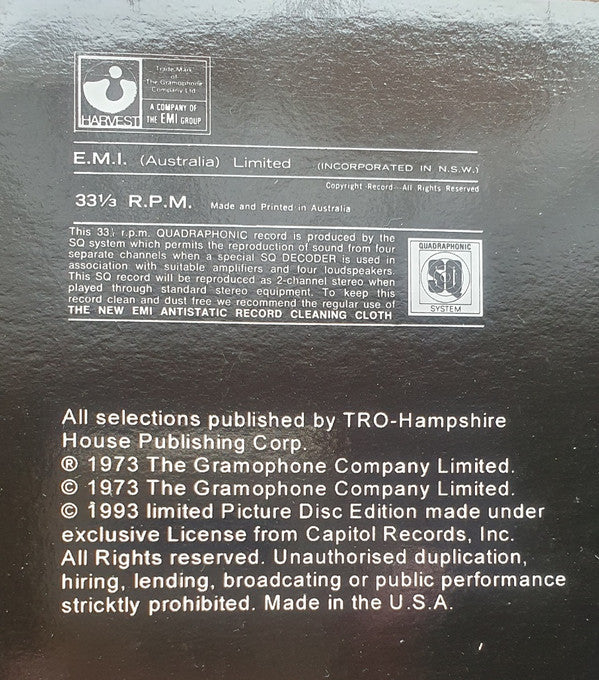 Trade Mark
of
The Gramophone
Company Ltd
HARVEST
A COMPANY OF
THE EMI GROUP
E.M.I. (Australia) Limited (INCORPORATED IN N.S.W.)
Copyright Record - All Rights Reserved
33⅓ R.P.M. Made and Printed in Australia
This 33⅓ r.p.m. QUADRAPHONIC record is produced by the
SQ system which permits the reproduction of sound from four
separate channels when a special SQ DECODER is used in
association with suitable amplifiers and four loudspeakers.
This SQ record will be reproduced as 2-channel stereo when
played through standard stereo equipment. To keep this
record clean and dust free we recommend the regular use of
THE NEW EMI ANTISTATIC RECORD CLEANING CLOTH
QUADRAPHONIC
SQ
SYSTEM
All selections published by TRO-Hampshire
House Publishing Corp.
® 1973 The Gramophone Company Limited.
© 1973 The Gramophone Company Limited.
© 1993 limited Picture Disc Edition made under
exclusive License from Capitol Records, Inc.
All Rights reserved. Unauthorised duplication,
hiring, lending, broadcating or public performance
stricktly prohibited. Made in the U.S.A.